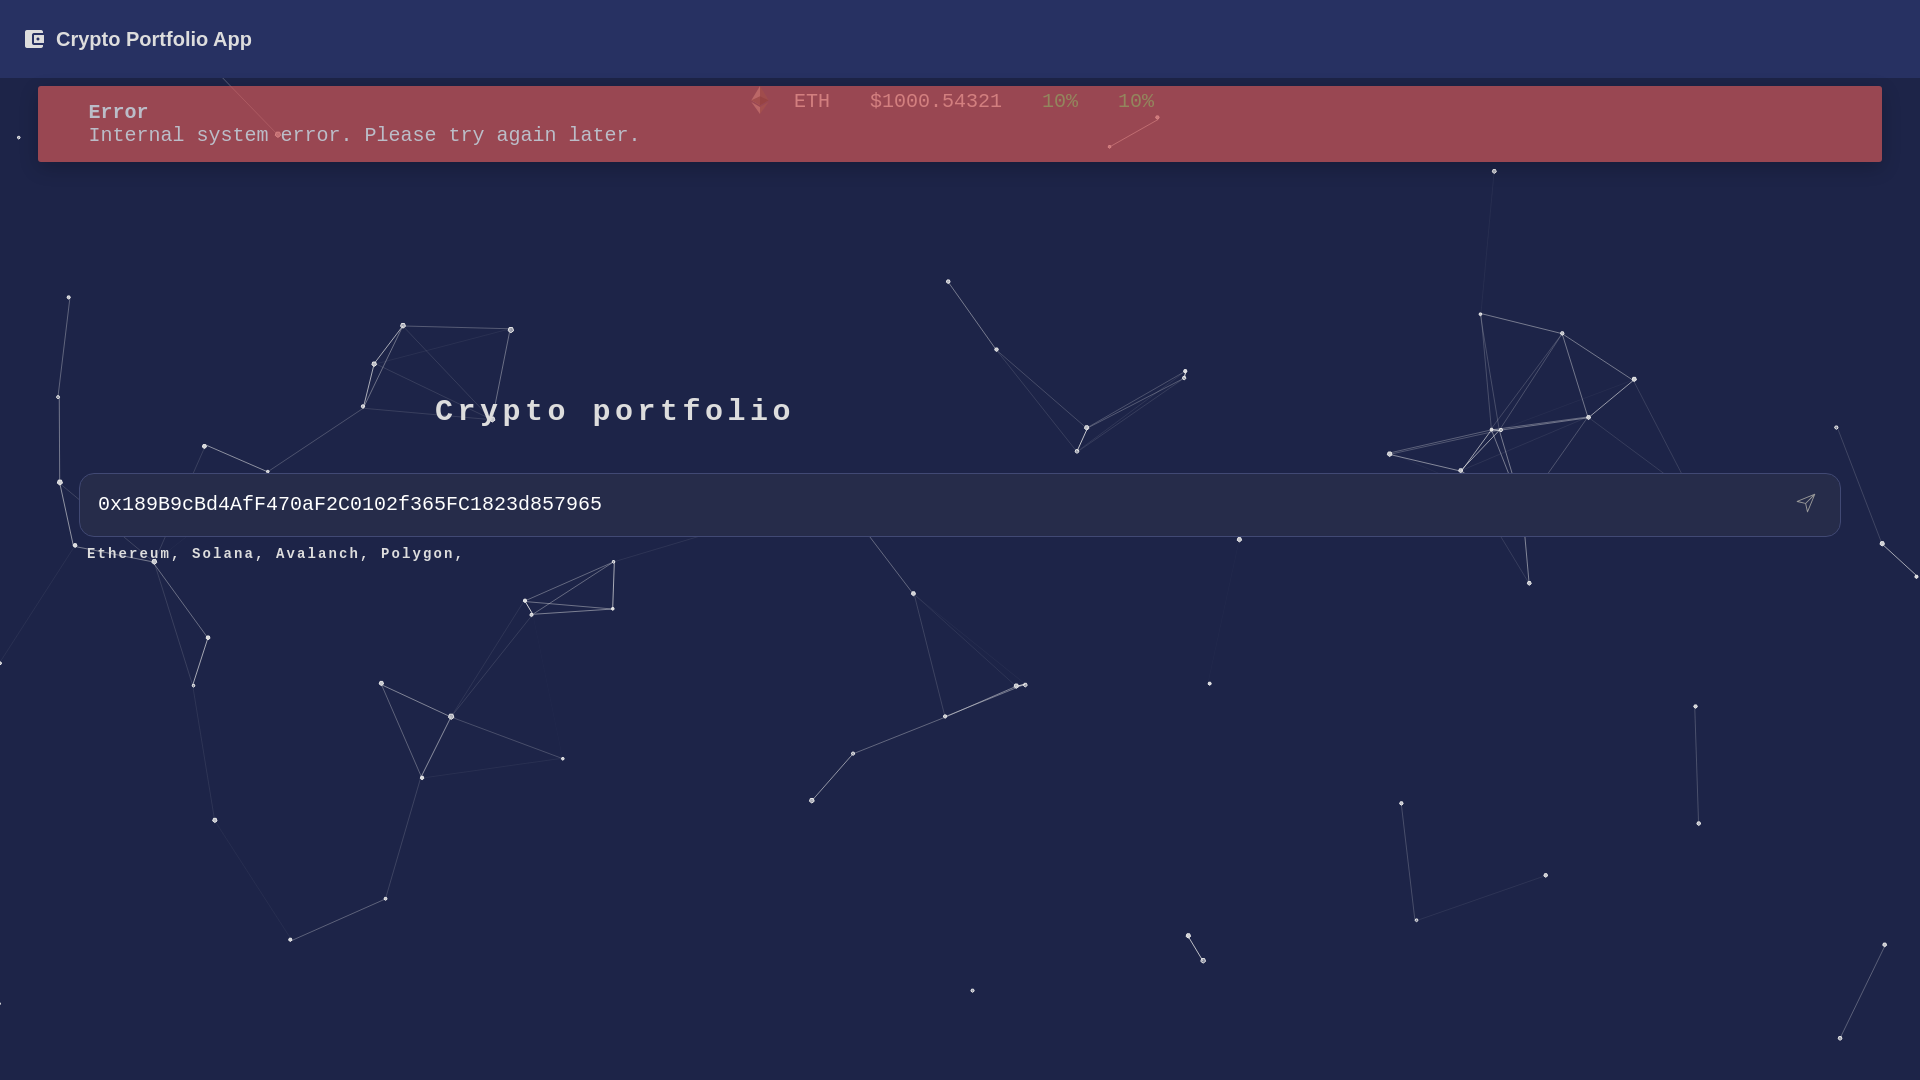 Crypto Portfolio App
ETH $1000.54321 10% 10%
Error
Internal system error. Please try again later.
Crypto portfolio
0x189B9cBd4AfF470aF2C0102f365FC1823d857965
Ethereum, Solana, Avalanch, Polygon,